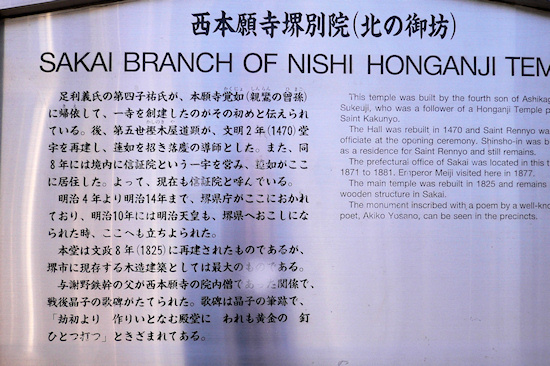 西本願寺堺別院(北の御坊)
SAKAI BRANCH OF NISHI HONGANJI TEM
足利義氏の第四子祐氏が、本願寺覚如(親鸞の曾孫)
に帰依して、一寺を創建したのがその初めと伝えられ
ている。後、第五世樫木屋道顕が、文明2年(1470)堂
宇を再建し、蓮如を招き落慶の導師とした。また、同
8年には境内に信証院という一宇を営み、蓮如がここ
に居住した。よって、現在も信証院と呼んでいる。
明治4年より明治14年まで、堺県庁がここにおかれ
ており、明治10年には明治天皇も、堺県へおこしにな
られた時、ここへも立ちよられた。
本堂は文政8年(1825)に再建されたものであるが、
堺市に現存する木造建築としては最大のものである。
与謝野鉄幹の父が西本願寺の院内僧であった関係で、
戦後晶子の歌碑がたてられた。歌碑は晶子の筆跡で、
「劫初より 作りいとなむ殿堂に われも黄金の 釘
ひとつ打つ」ときざまれてある。
This temple was built by the fourth son of Ashikag
Sukeuji, who was a follower of the Honganji Temple p
Saint Kakunyo.
The Hall was rebuilt in 1470 and Saint Rennyo wa
officiate at the oponing ceremony. Shinsho-in was bu
as a residence for Saint Rennyo and still remains.
The prefectural office of Sakai was located in this t
1871 to 1881. Emperor Meiji visited here in 1877.
The main temple was rebuilt in 1825 and remains
wooden structure in Sakai.
The monument inscribed with a poem by a well-kno
poet, Akiko Yosano, can be seen in the precincts.